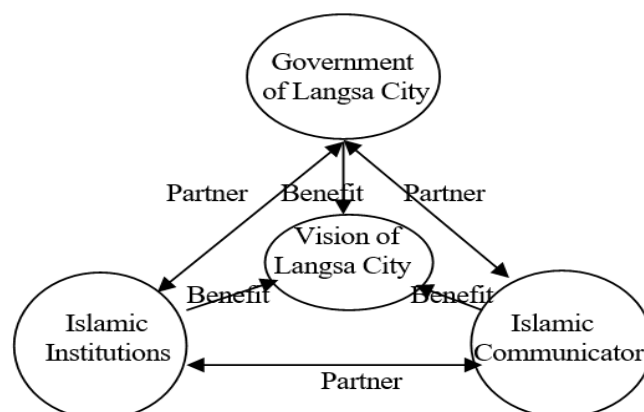 Government
of Langsa City
Partner
Benefit
Partner
Vision of
Langsa City
Benefit
Benefit
Islamic
Institutions
Islamic
Communicator
Partner